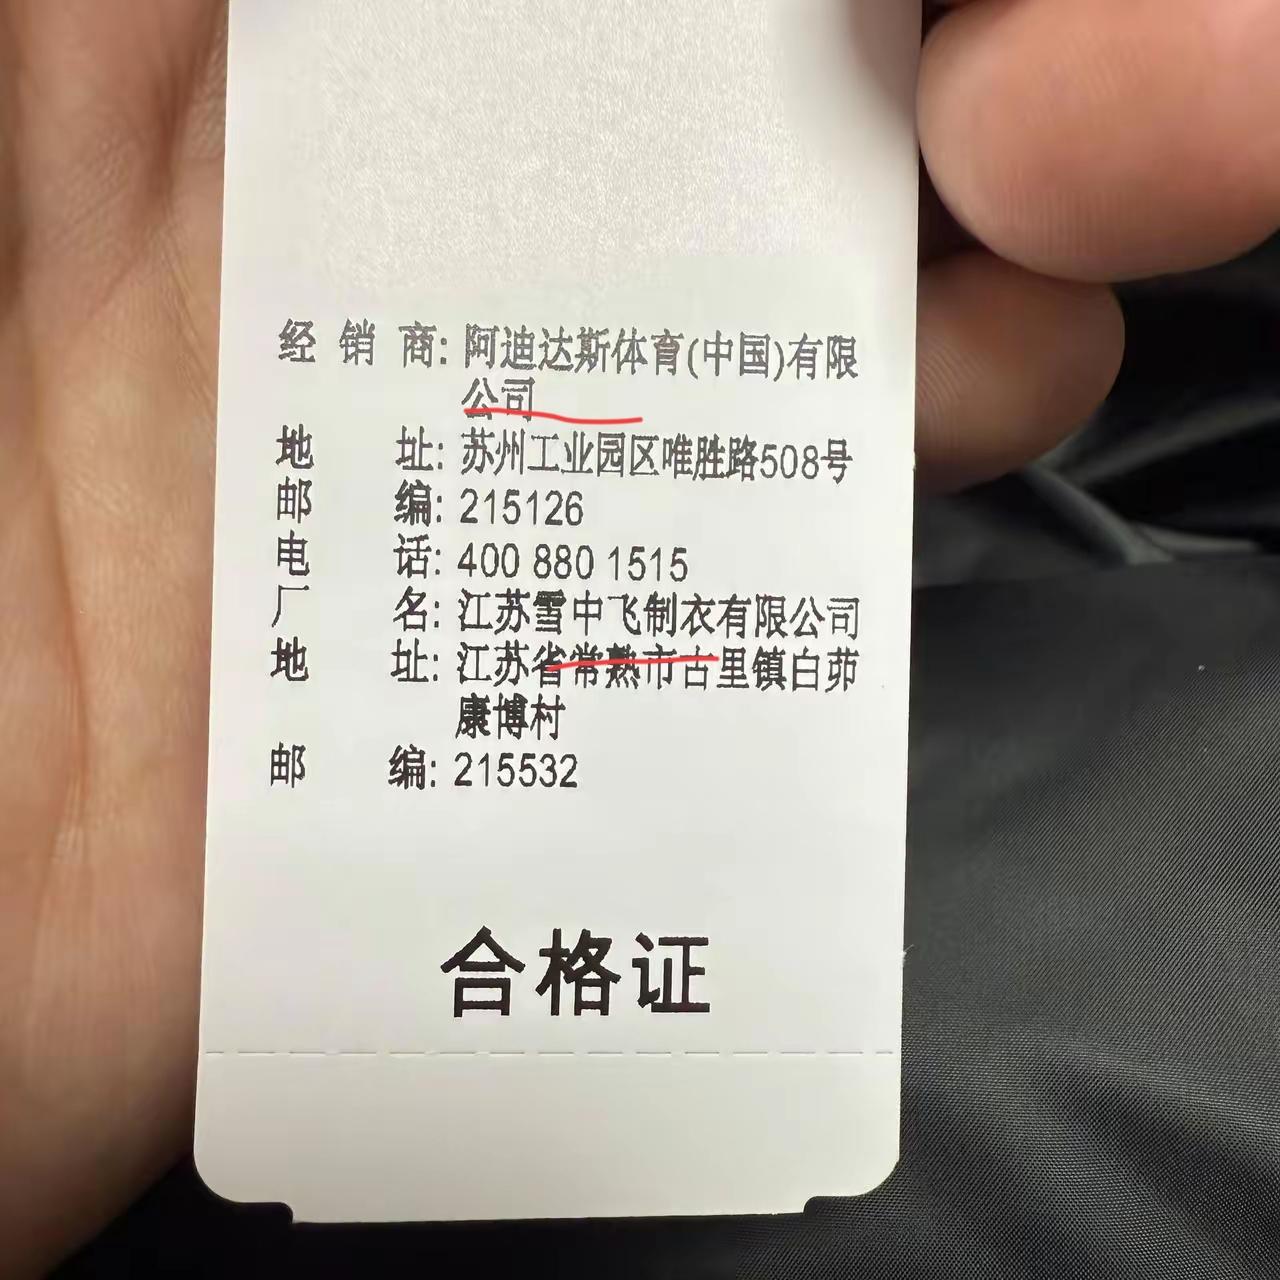 经销商:阿迪达斯体育(中国)有限
公司
地址:苏州工业园区唯胜路508号
邮编:215126
电话:400 880 1515
厂名:江苏雪中飞制衣有限公司
地址:江苏省常熟市古里镇白茆
康博村
邮编:215532
合格证